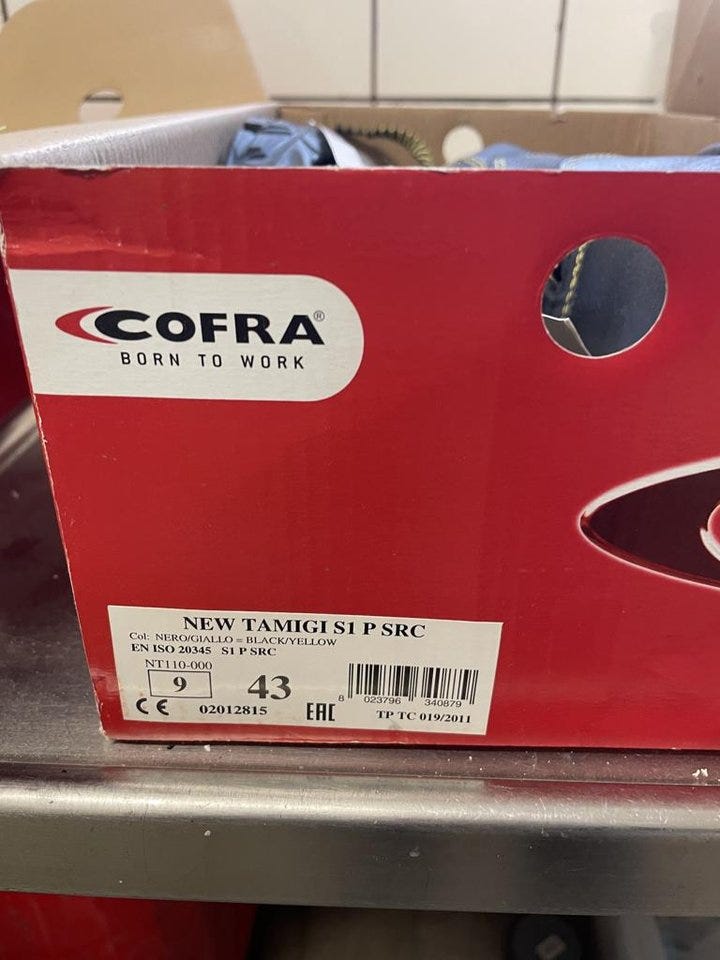 COFRA®
BORN TO WORK
NEW TAMIGI S1 P SRC
Col: NERO/GIALLO = BLACK/YELLOW
EN ISO 20345 S1 P SRC
NT110-000
9 43
8 023796 340879
CE 02012815 EAC TP TC 019/2011